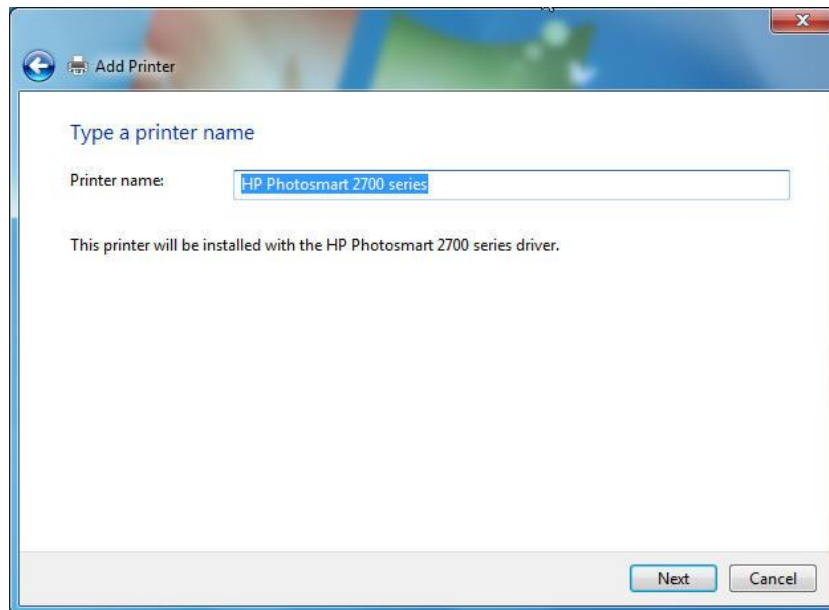 Add Printer
Type a printer name
Printer name: HP Photosmart 2700 series
This printer will be installed with the HP Photosmart 2700 series driver.
Next Cancel